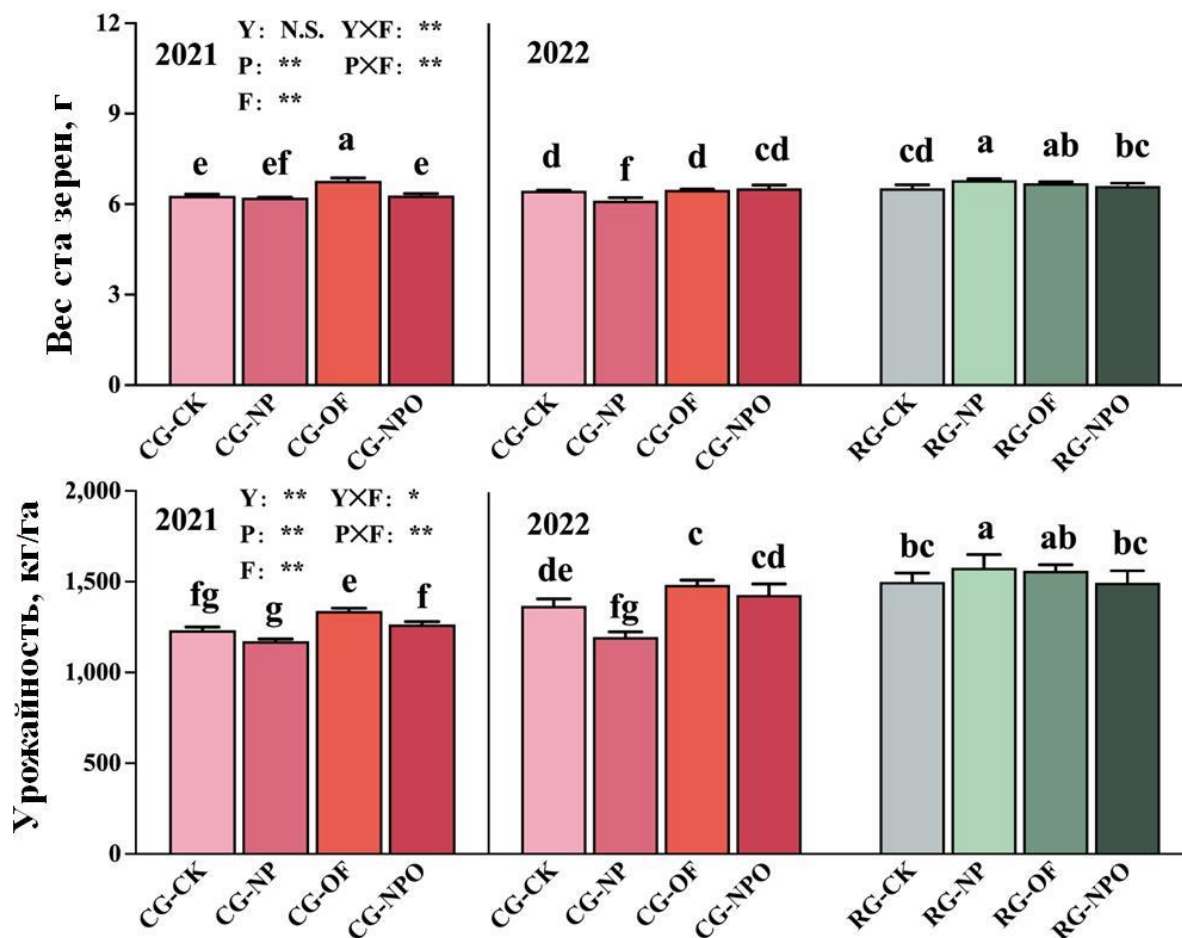 Вес ста зерен, г
12
9
6
3
0
2021
Y: N.S. Y×F: **
P: ** P×F: **
F: **
e ef a e
2022
d f d cd
cd a ab bc
CG-CK CG-NP CG-OF CG-NPO
CG-CK CG-NP CG-OF CG-NPO
RG-CK RG-NP RG-OF RG-NPO
Урожайность, кг/га
2,000
1,500
1,000
500
0
2021
Y: ** Y×F: *
P: ** P×F: **
F: **
fg g e f
2022
de fg c cd
bc a ab bc
CG-CK CG-NP CG-OF CG-NPO
CG-CK CG-NP CG-OF CG-NPO
RG-CK RG-NP RG-OF RG-NPO